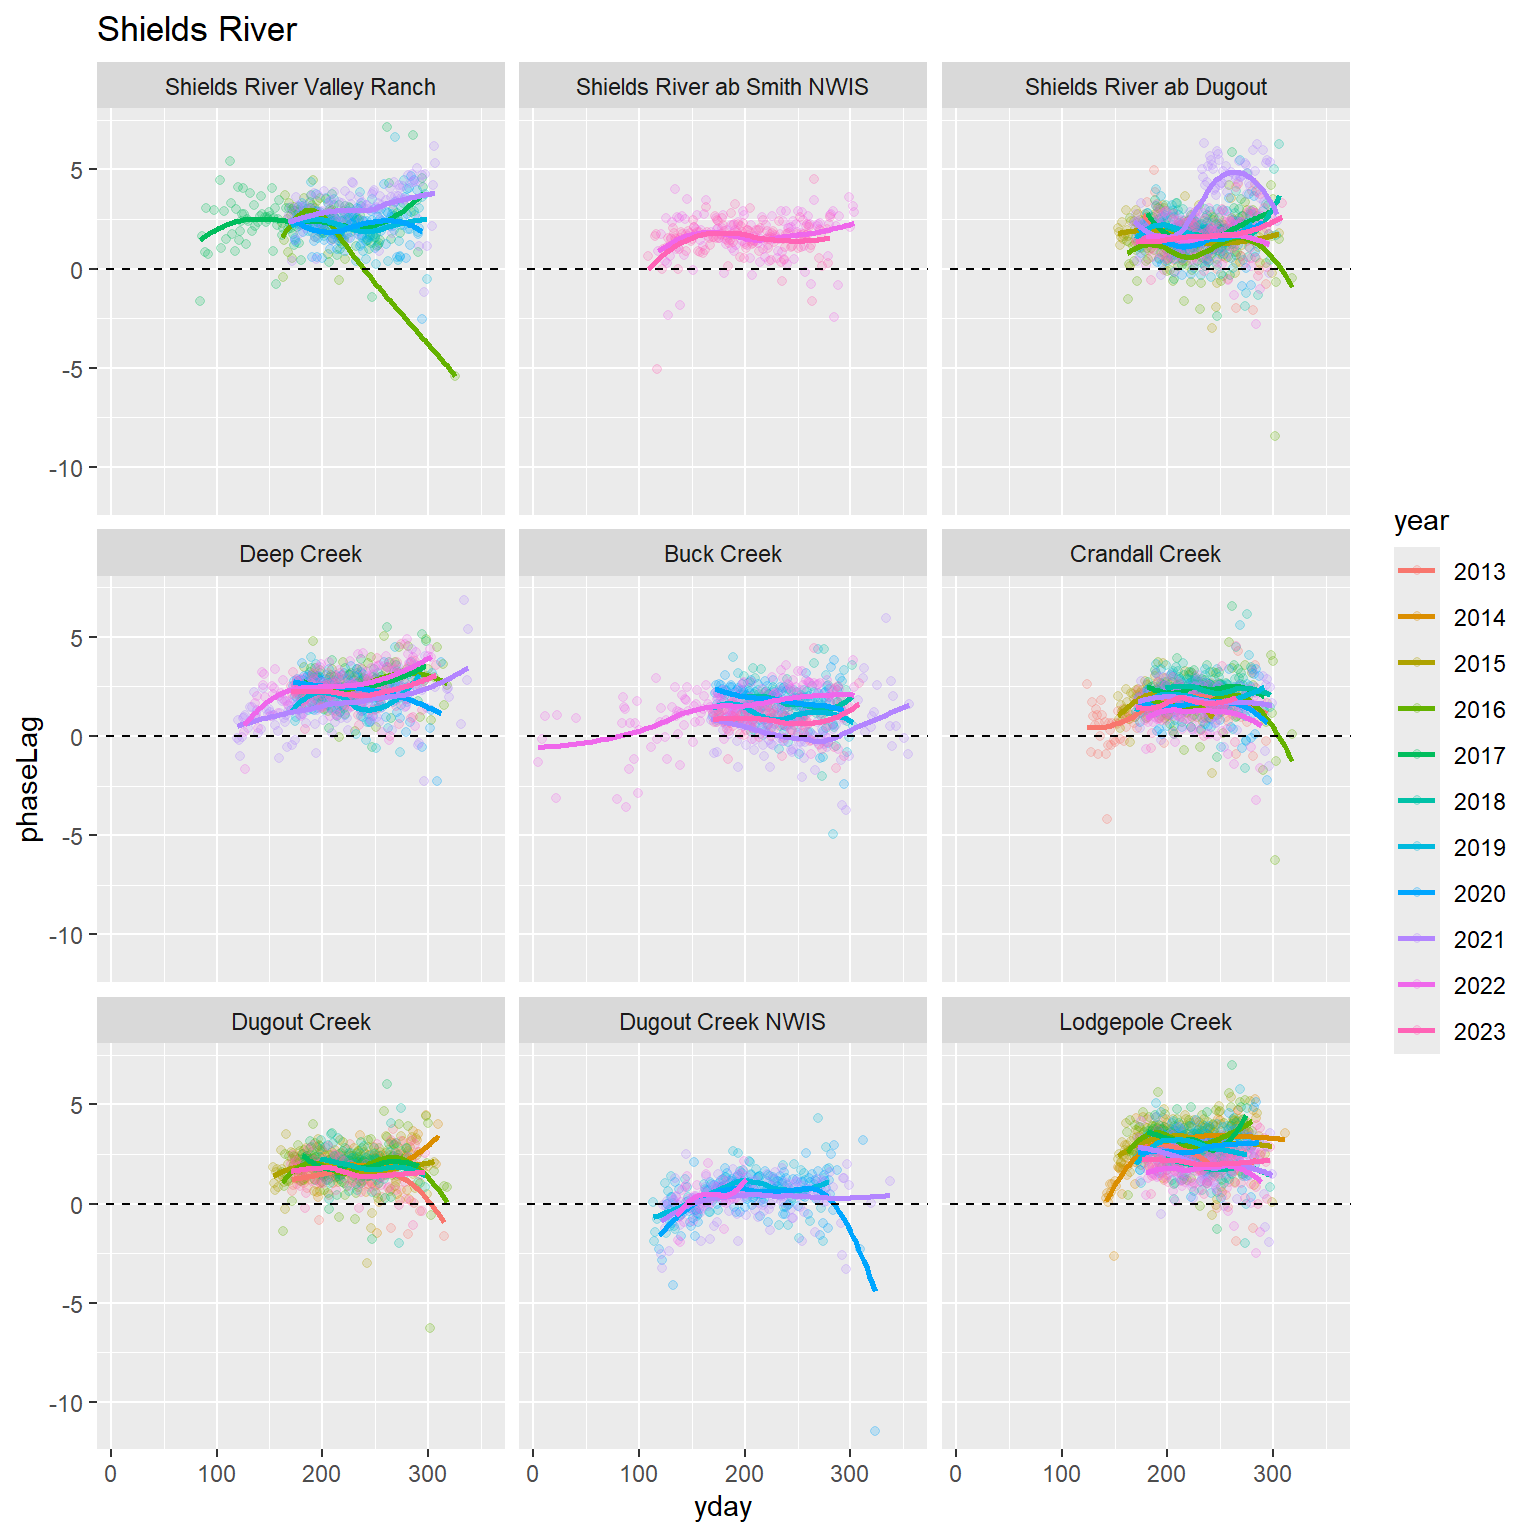 Shields River
Shields River Valley Ranch
Shields River ab Smith NWIS
Shields River ab Dugout
5
0
-5
-10
Deep Creek
Buck Creek
Crandall Creek
5
0
-5
-10
Dugout Creek
Dugout Creek NWIS
Lodgepole Creek
5
0
-5
-10
0 100 200 300
0 100 200 300
0 100 200 300
yday
phaseLag
year
2013
2014
2015
2016
2017
2018
2019
2020
2021
2022
2023